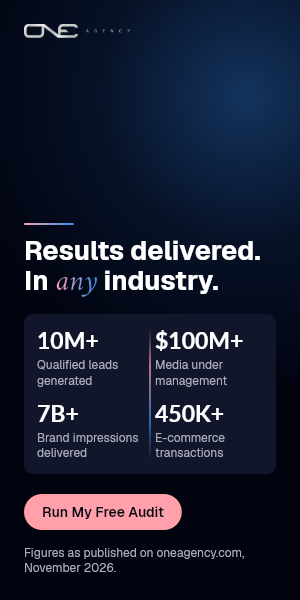 ONE AGENCY
Results delivered.
In any industry.
10M+
Qualified leads
generated
$100M+
Media under
management
7B+
Brand impressions
delivered
450K+
E-commerce
transactions
Run My Free Audit
Figures as published on oneagency.com,
November 2026.